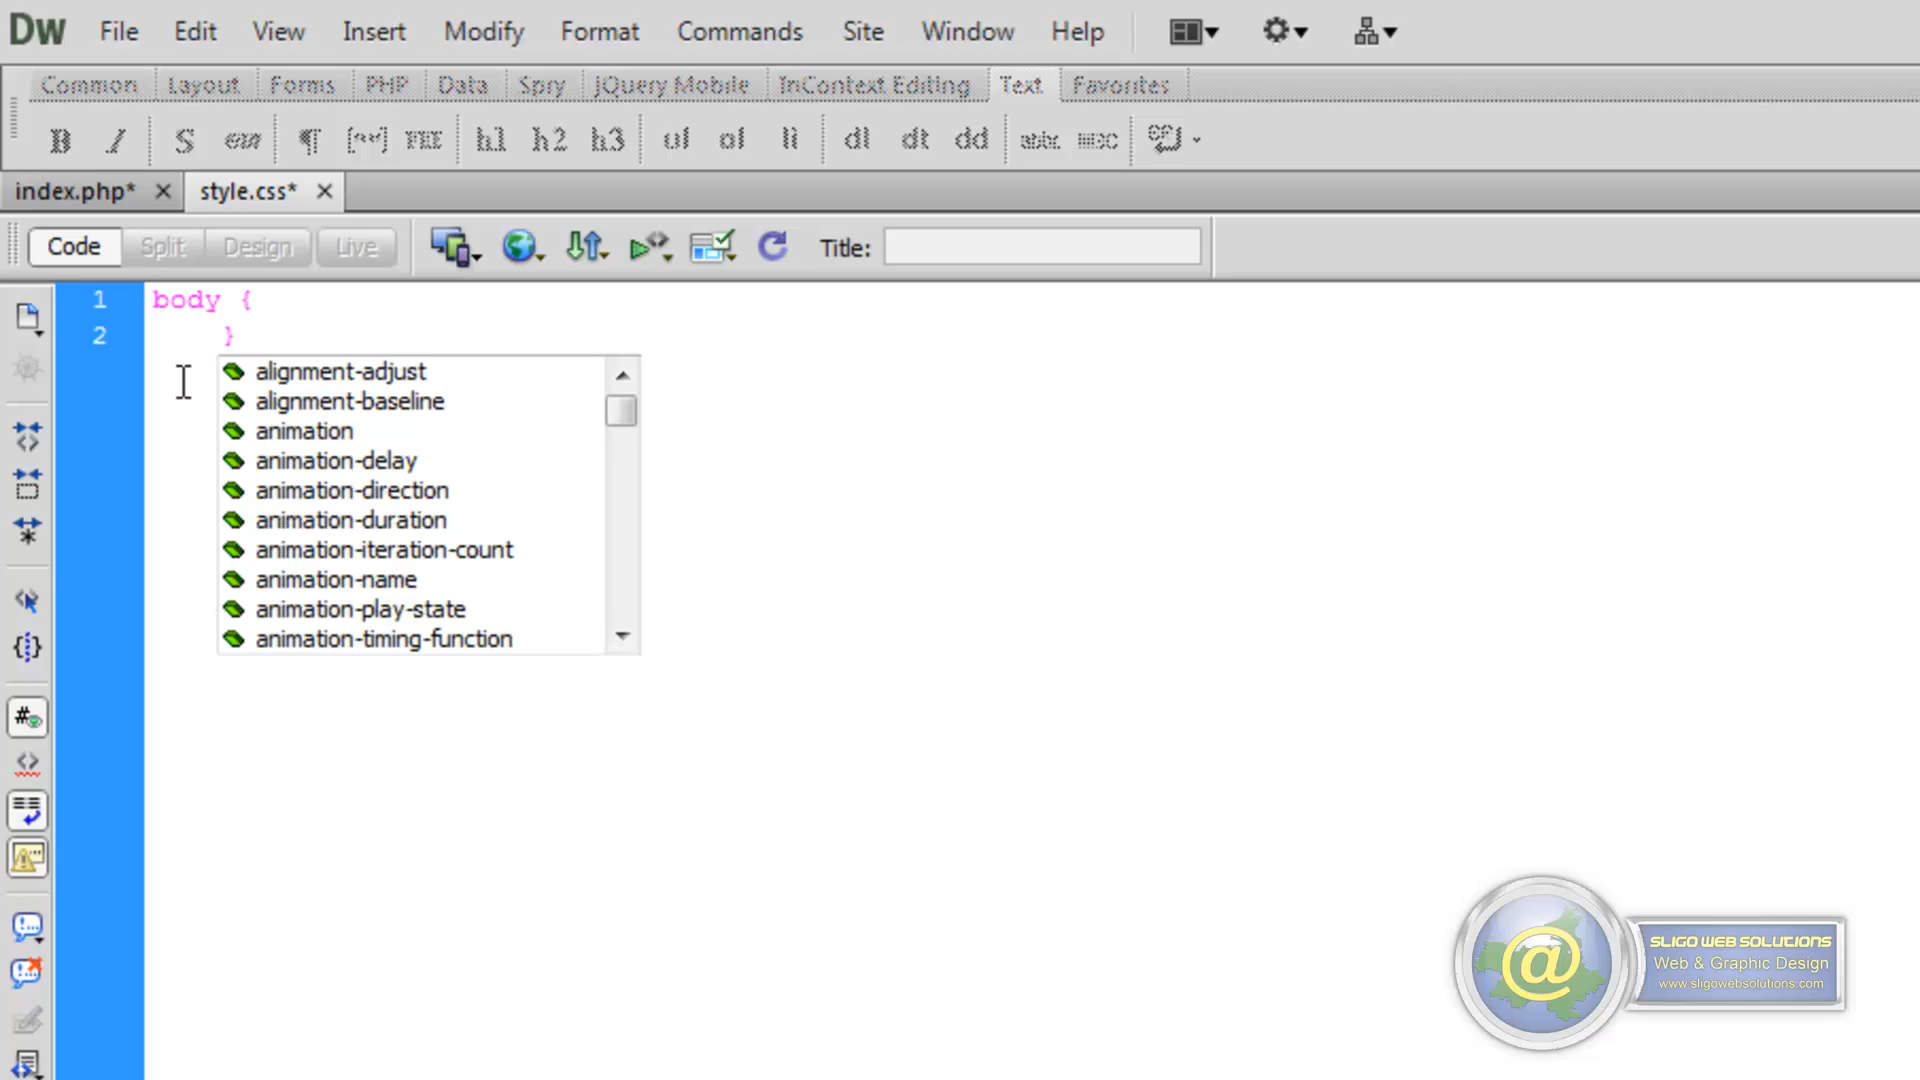 Dw File Edit View Insert Modify Format Commands Site Window Help
Common Layout Forms PHP Data Spry jQuery Mobile InContext Editing Text Favorites
B I S em ¶ [""] PRE h1 h2 h3 ul ol li dl dt dd abbr.
index.php* style.css*
Code Split Design Live Title:
1 body {
2 }
alignment-adjust
alignment-baseline
animation
animation-delay
animation-direction
animation-duration
animation-iteration-count
animation-name
animation-play-state
animation-timing-function
@
SLIGO WEB SOLUTIONS
Web & Graphic Design
www.sligowebsolutions.com